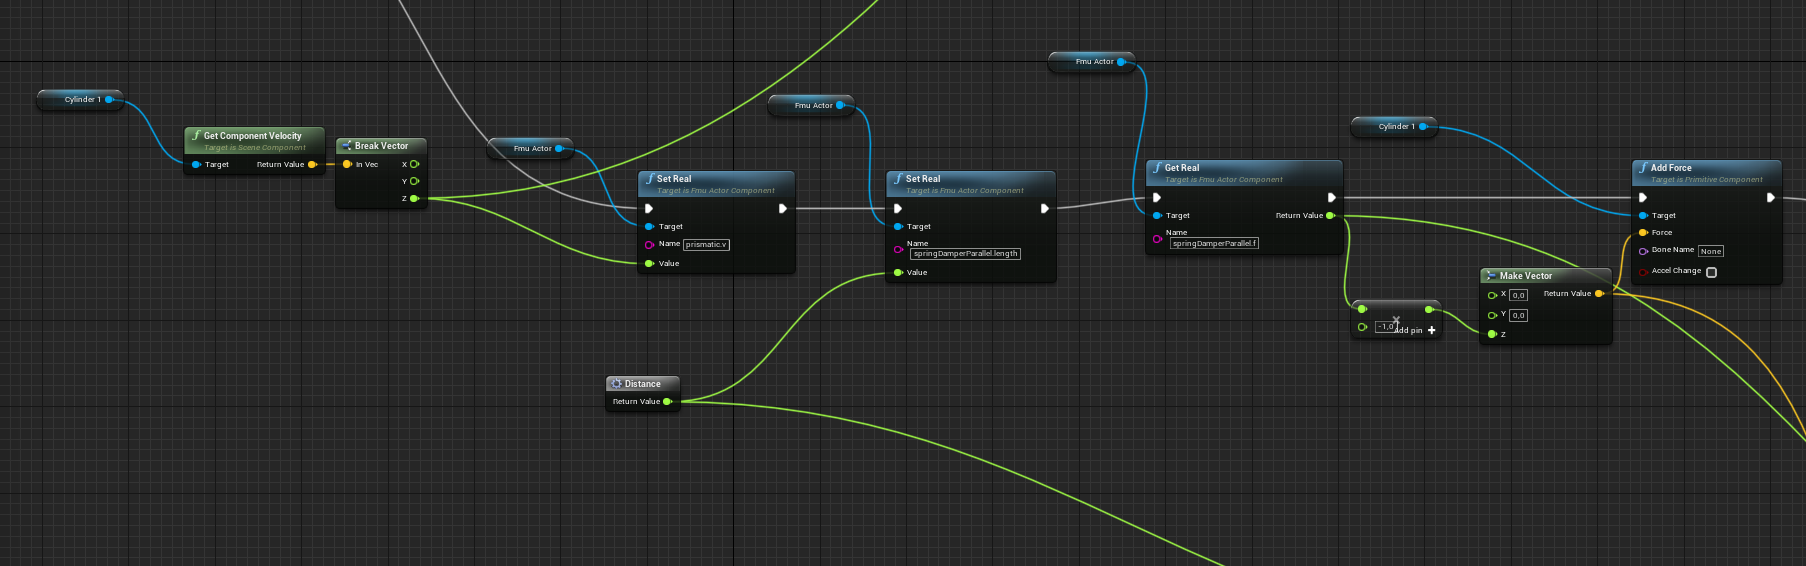 Fmu Actor
Cylinder 1
Fmu Actor
Cylinder 1
Get Component Velocity
Target is Scene Component
Target
Return Value
Break Vector
In Vec
X
Y
Z
Fmu Actor
Set Real
Target is Fmu Actor Component
Target
Name prismatic.v
Value
Set Real
Target is Fmu Actor Component
Target
Name
springDamperParallel.length
Value
Get Real
Target is Fmu Actor Component
Target
Return Value
Name
springDamperParallel.f
Add Force
Target is Primitive Component
Target
Force
Bone Name None
Accel Change
Make Vector
X 0,0
Return Value
Y 0,0
Z
-1,0
Add pin
Distance
Return Value